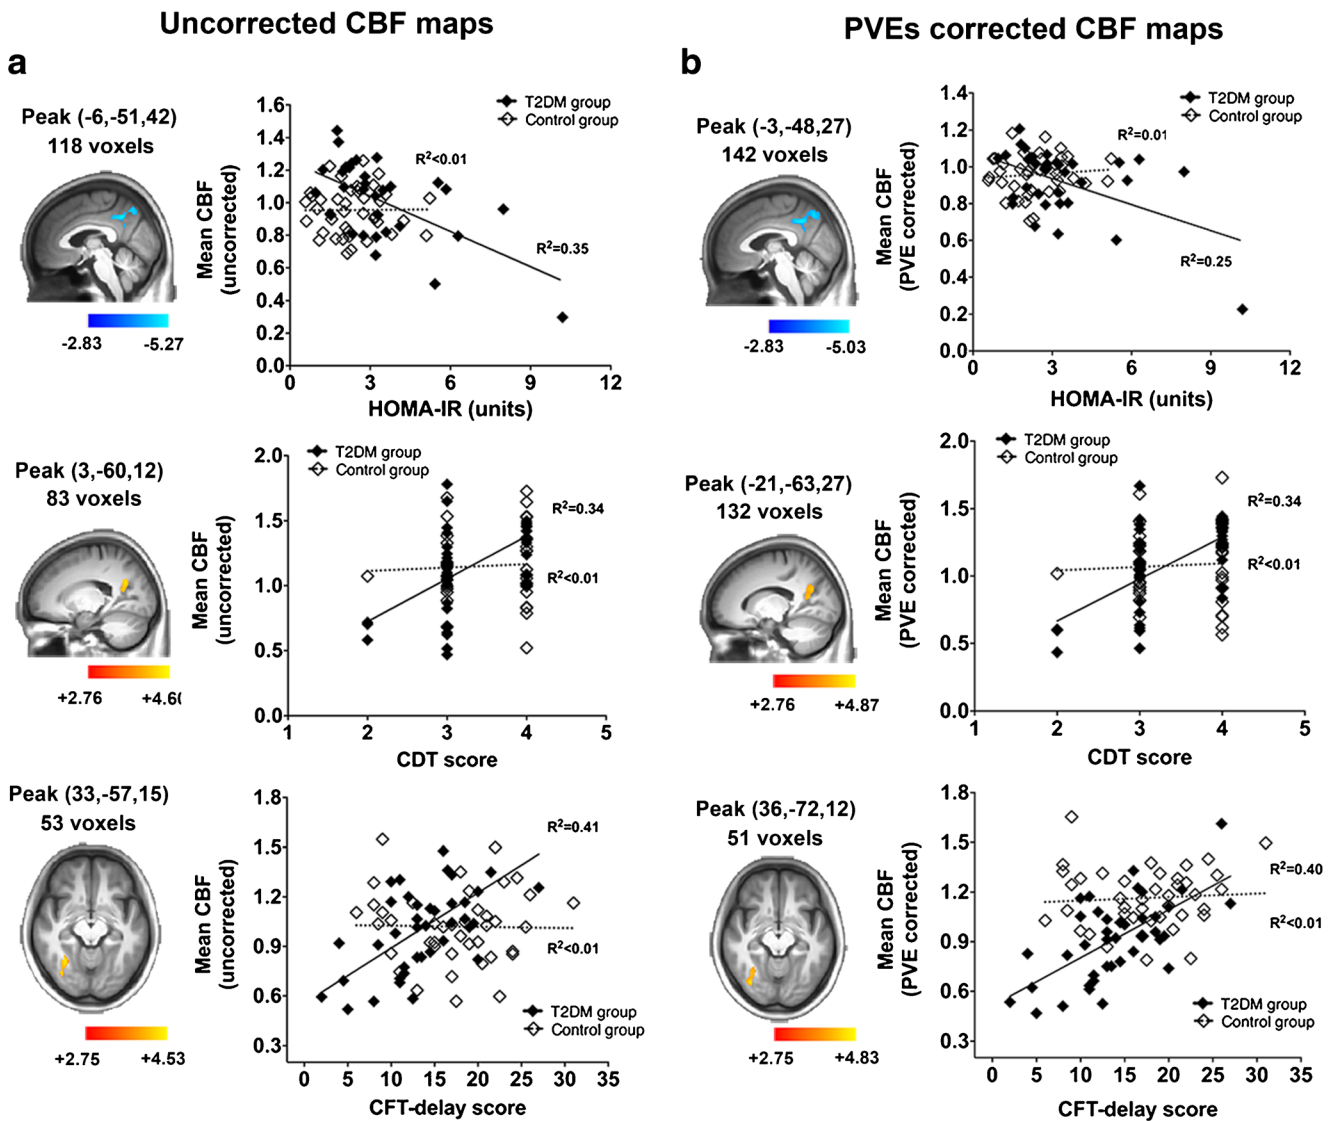 Uncorrected CBF maps
PVEs corrected CBF maps
a
Peak (-6,-51,42)
118 voxels
-2.83 -5.27
Mean CBF
(uncorrected)
1.6
1.4
1.2
1.0
0.8
0.6
0.4
0.2
0.0
0 3 6 9 12
HOMA-IR (units)
T2DM group
Control group
R²<0.01
R²=0.35
b
Peak (-3,-48,27)
142 voxels
-2.83 -5.03
Mean CBF
(PVE corrected)
1.4
1.2
1.0
0.8
0.6
0.4
0.2
0.0
0 3 6 9 12
HOMA-IR (units)
T2DM group
Control group
R²=0.01
R²=0.25
Peak (3,-60,12)
83 voxels
+2.76 +4.60
Mean CBF
(uncorrected)
2.0
1.5
1.0
0.5
0.0
1 2 3 4 5
CDT score
T2DM group
Control group
R²=0.34
R²<0.01
Peak (-21,-63,27)
132 voxels
+2.76 +4.87
Mean CBF
(PVE corrected)
2.0
1.5
1.0
0.5
0.0
1 2 3 4 5
CDT score
T2DM group
Control group
R²=0.34
R²<0.01
Peak (33,-57,15)
53 voxels
+2.75 +4.53
Mean CBF
(uncorrected)
1.8
1.5
1.2
0.9
0.6
0.3
0 5 10 15 20 25 30 35
CFT-delay score
R²=0.41
R²<0.01
T2DM group
Control group
Peak (36,-72,12)
51 voxels
+2.75 +4.83
Mean CBF
(PVE corrected)
1.8
1.5
1.2
0.9
0.6
0.3
0 5 10 15 20 25 30 35
CFT-delay score
R²=0.40
R²<0.01
T2DM group
Control group